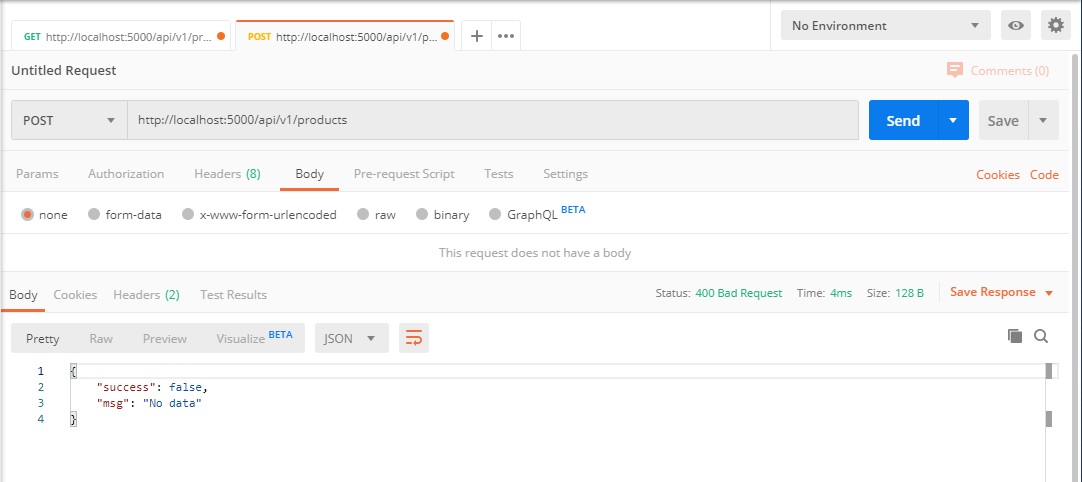 No Environment
GET http://localhost:5000/api/v1/pr... POST http://localhost:5000/api/v1/p... + •••
Untitled Request Comments (0)
POST http://localhost:5000/api/v1/products Send Save
Params Authorization Headers (8) Body Pre-request Script Tests Settings Cookies Code
none form-data x-www-form-urlencoded raw binary GraphQL BETA
This request does not have a body
Body Cookies Headers (2) Test Results Status: 400 Bad Request Time: 4ms Size: 128 B Save Response
Pretty Raw Preview Visualize BETA JSON
1 {
2 "success": false,
3 "msg": "No data"
4 }